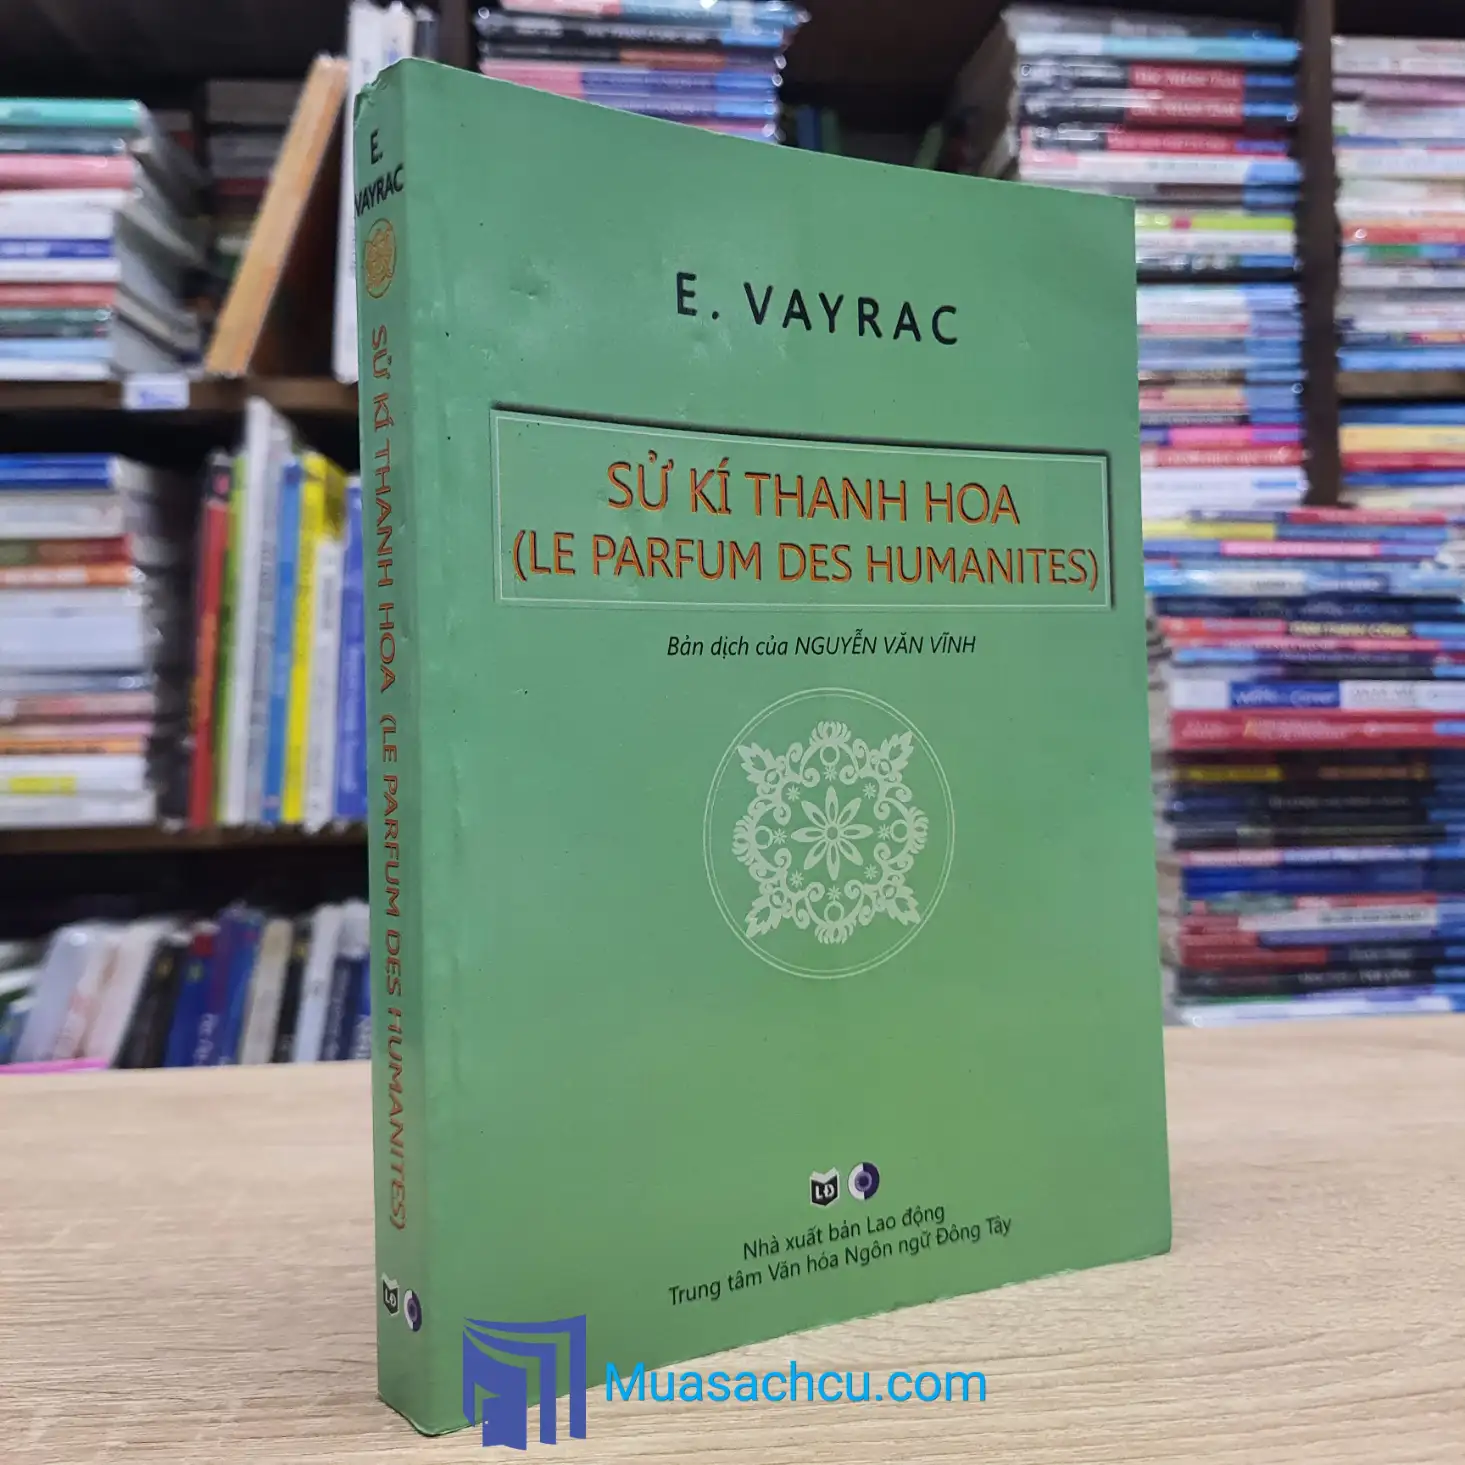 E. VAYRAC
SỬ KÍ THANH HOA
(LE PARFUM DES HUMANITES)
Bản dịch của NGUYỄN VĂN VĨNH
LĐ
Nhà xuất bản Lao động
Trung tâm Văn hóa Ngôn ngữ Đông Tây
E.
VAYRAC
SỬ KÍ THANH HOA (LE PARFUM DES HUMANITES)
LĐ
Muasachcu.com